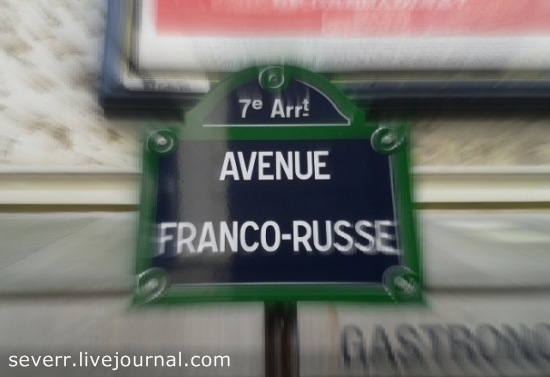 7e Arrt
AVENUE
FRANCO-RUSSE
GASTRONO
severr.livejournal.com